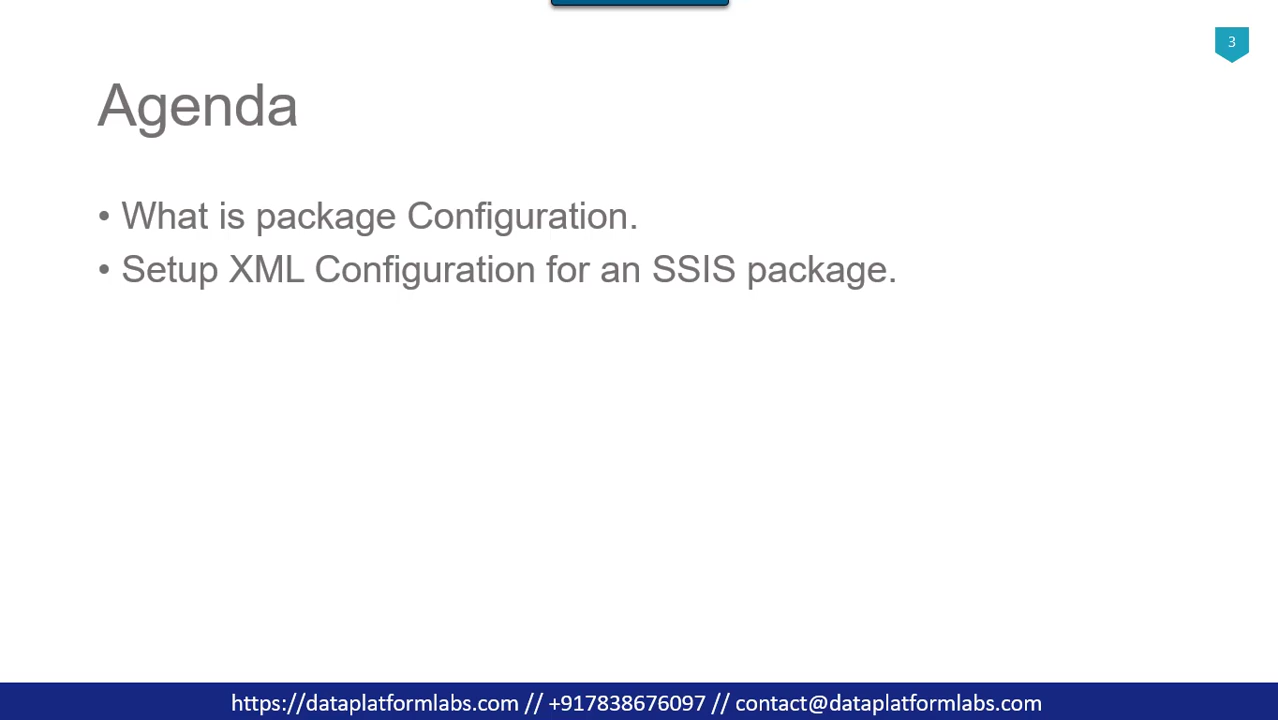 3
Agenda
• What is package Configuration.
• Setup XML Configuration for an SSIS package.
https://dataplatformlabs.com // +917838676097 // contact@dataplatformlabs.com